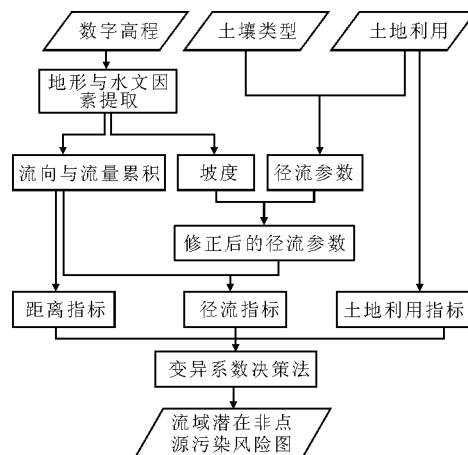 数字高程
土壤类型
土地利用
地形与水文因
素提取
流向与流量累积
坡度
径流参数
修正后的径流参数
距离指标
径流指标
土地利用指标
变异系数决策法
流域潜在非点
源污染风险图